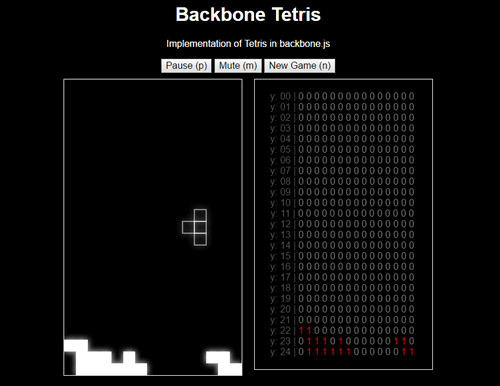 Backbone Tetris
Implementation of Tetris in backbone.js
Pause (p) Mute (m) New Game (n)
y: 00 | 0 0 0 0 0 0 0 0 0 0 0 0 0 0 0
y: 01 | 0 0 0 0 0 0 0 0 0 0 0 0 0 0 0
y: 02 | 0 0 0 0 0 0 0 0 0 0 0 0 0 0 0
y: 03 | 0 0 0 0 0 0 0 0 0 0 0 0 0 0 0
y: 04 | 0 0 0 0 0 0 0 0 0 0 0 0 0 0 0
y: 05 | 0 0 0 0 0 0 0 0 0 0 0 0 0 0 0
y: 06 | 0 0 0 0 0 0 0 0 0 0 0 0 0 0 0
y: 07 | 0 0 0 0 0 0 0 0 0 0 0 0 0 0 0
y: 08 | 0 0 0 0 0 0 0 0 0 0 0 0 0 0 0
y: 09 | 0 0 0 0 0 0 0 0 0 0 0 0 0 0 0
y: 10 | 0 0 0 0 0 0 0 0 0 0 0 0 0 0 0
y: 11 | 0 0 0 0 0 0 0 0 0 0 0 0 0 0 0
y: 12 | 0 0 0 0 0 0 0 0 0 0 0 0 0 0 0
y: 13 | 0 0 0 0 0 0 0 0 0 0 0 0 0 0 0
y: 14 | 0 0 0 0 0 0 0 0 0 0 0 0 0 0 0
y: 15 | 0 0 0 0 0 0 0 0 0 0 0 0 0 0 0
y: 16 | 0 0 0 0 0 0 0 0 0 0 0 0 0 0 0
y: 17 | 0 0 0 0 0 0 0 0 0 0 0 0 0 0 0
y: 18 | 0 0 0 0 0 0 0 0 0 0 0 0 0 0 0
y: 19 | 0 0 0 0 0 0 0 0 0 0 0 0 0 0 0
y: 20 | 0 0 0 0 0 0 0 0 0 0 0 0 0 0 0
y: 21 | 0 0 0 0 0 0 0 0 0 0 0 0 0 0 0
y: 22 | 1 1 0 0 0 0 0 0 0 0 0 0 0 0 0
y: 23 | 0 1 1 1 0 1 0 0 0 0 0 0 1 1 0
y: 24 | 0 1 1 1 1 1 1 0 0 0 0 0 0 1 1